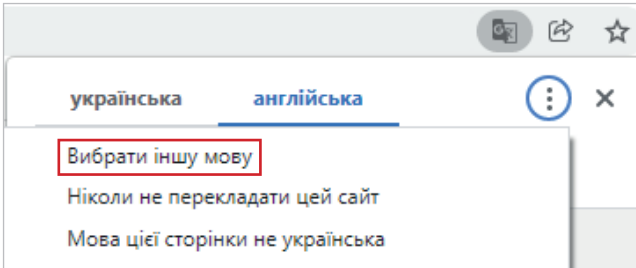 українська англійська
Вибрати іншу мову
Ніколи не перекладати цей сайт
Мова цієї сторінки не українська